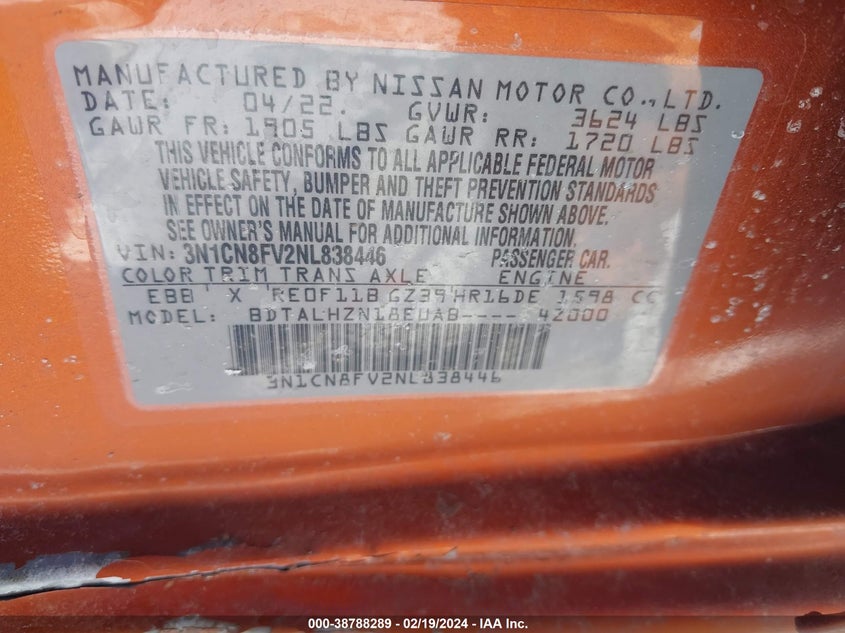 MANUFACTURED BY NISSAN MOTOR CO., LTD.
DATE: 04/22. GVWR: 3624 LBS
GAWR FR: 1905 LBS GAWR RR: 1720 LBS
THIS VEHICLE CONFORMS TO ALL APPLICABLE FEDERAL MOTOR
VEHICLE SAFETY, BUMPER AND THEFT PREVENTION STANDARDS
IN EFFECT ON THE DATE OF MANUFACTURE SHOWN ABOVE.
SEE OWNER'S MANUAL FOR ADDITIONAL INFORMATION.
VIN: 3N1CN8FV2NL838446 PASSENGER CAR.
COLOR TRIM TRANS AXLE ENGINE
EBB X RE0F11B GZ39 HR16DE 1598 CC
MODEL: BDTALHZN18EUAB---- 42000
3N1CN8FV2NL838446
000-38788289 - 02/19/2024 - IAA Inc.